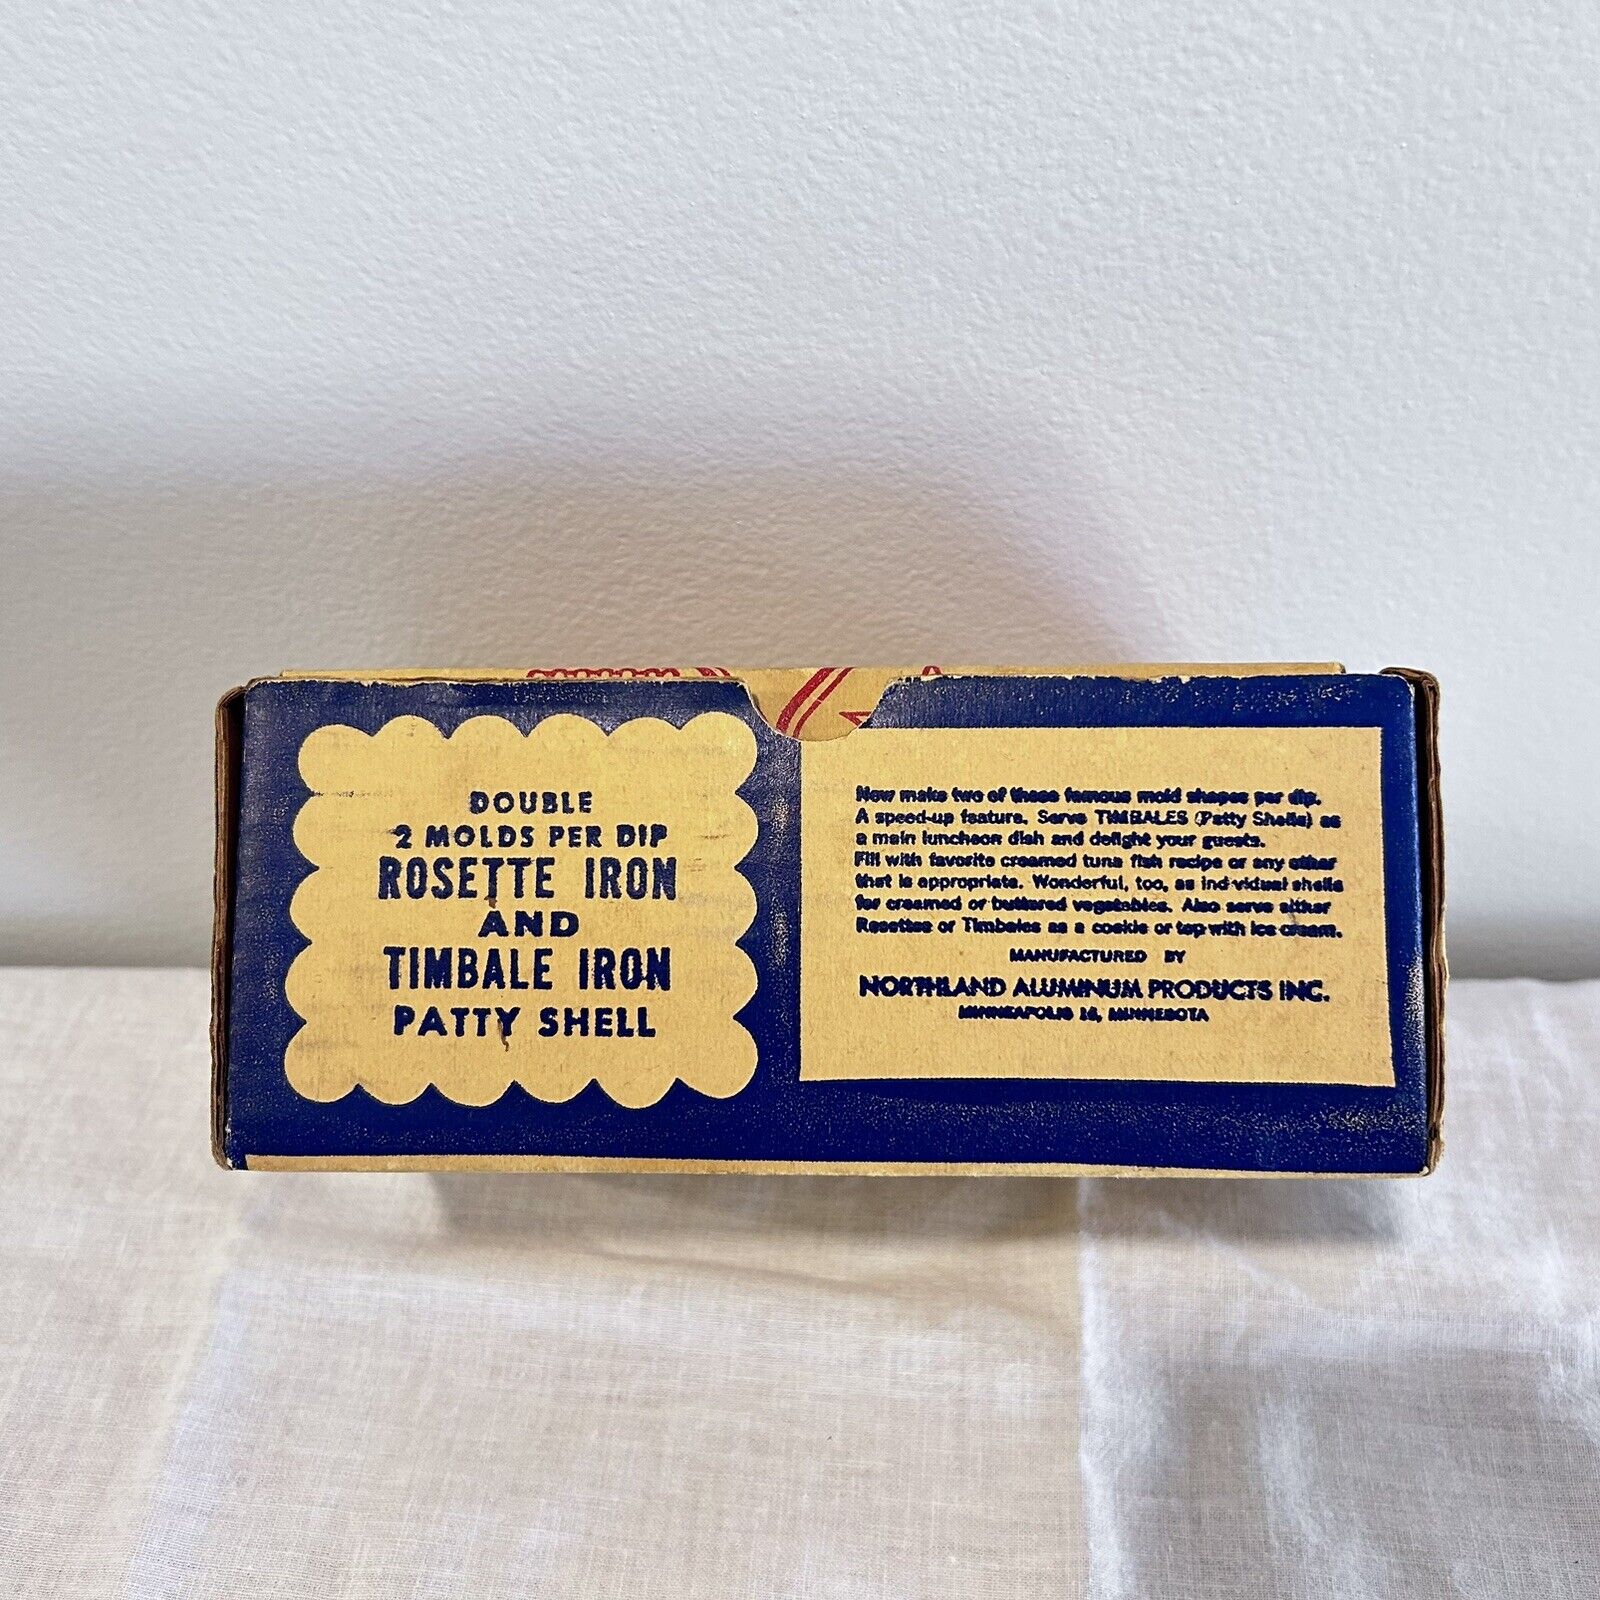 DOUBLE
2 MOLDS PER DIP
ROSETTE IRON
AND
TIMBALE IRON
PATTY SHELL
Now make two of these famous mold shapes per dip.
A speed-up feature. Serve TIMBALES (Patty Shells) as
a main luncheon dish and delight your guests.
Fill with favorite creamed tuna fish recipe or any other
that is appropriate. Wonderful, too, as individual shells
for creamed or buttered vegetables. Also serve either
Rosettes or Timbales as a cookie or top with ice cream.
MANUFACTURED BY
NORTHLAND ALUMINUM PRODUCTS INC.
MINNEAPOLIS 16, MINNESOTA